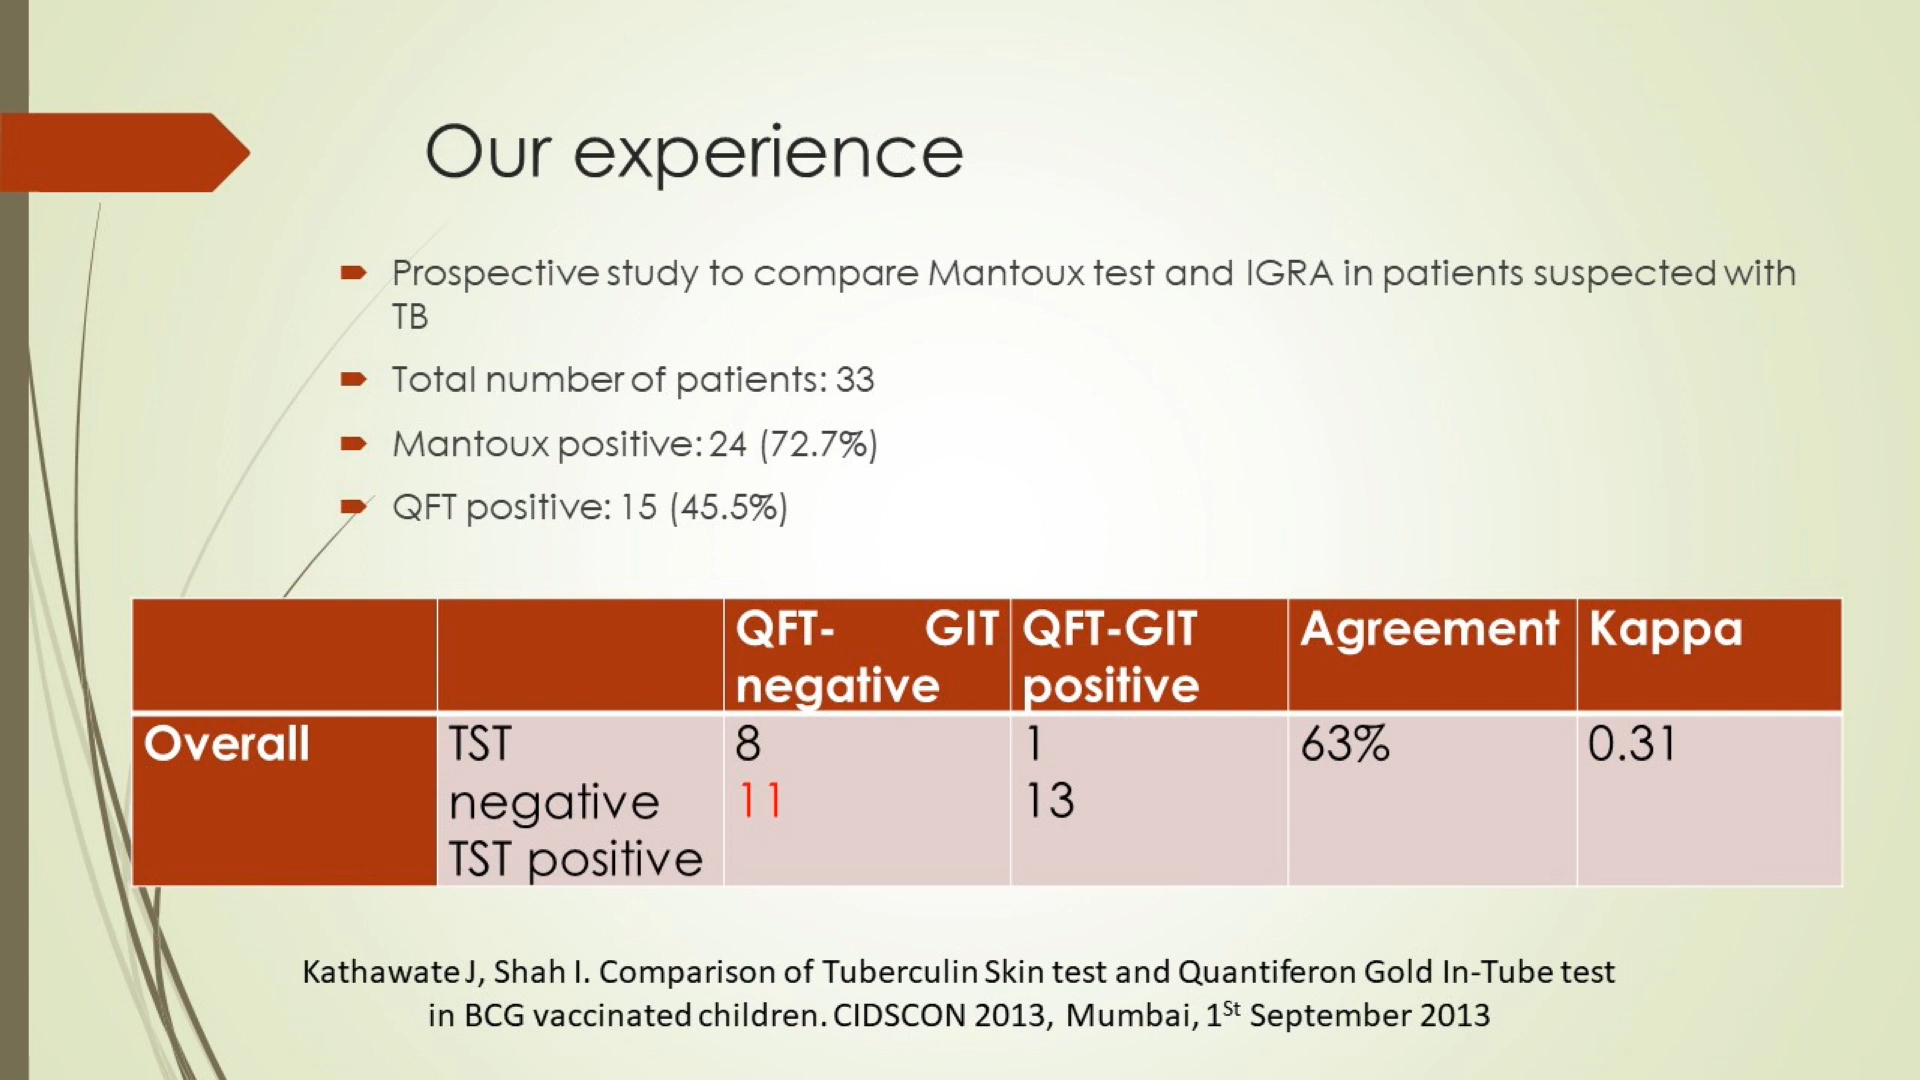 Our experience
Prospective study to compare Mantoux test and IGRA in patients suspected with
TB
Total number of patients: 33
Mantoux positive: 24 (72.7%)
QFT positive: 15 (45.5%)
QFT- GIT negative QFT-GIT positive Agreement Kappa
Overall TST 8 1 63% 0.31
negative 11 13
TST positive
Kathawate J, Shah I. Comparison of Tuberculin Skin test and Quantiferon Gold In-Tube test
in BCG vaccinated children. CIDSCON 2013, Mumbai, 1St September 2013